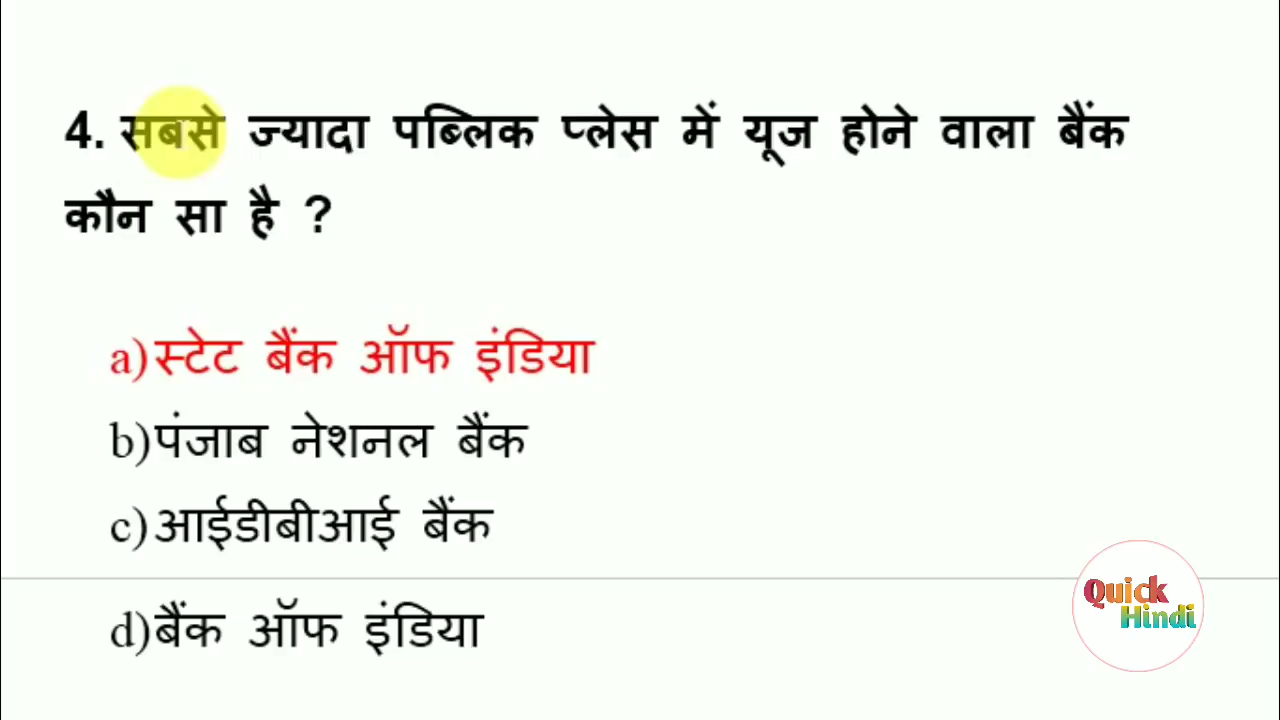 4. सबसे ज्यादा पब्लिक प्लेस में यूज होने वाला बैंक
कौन सा है ?
a)स्टेट बैंक ऑफ इंडिया
b)पंजाब नेशनल बैंक
c)आईडीबीआई बैंक
d)बैंक ऑफ इंडिया
Quick
Hindi